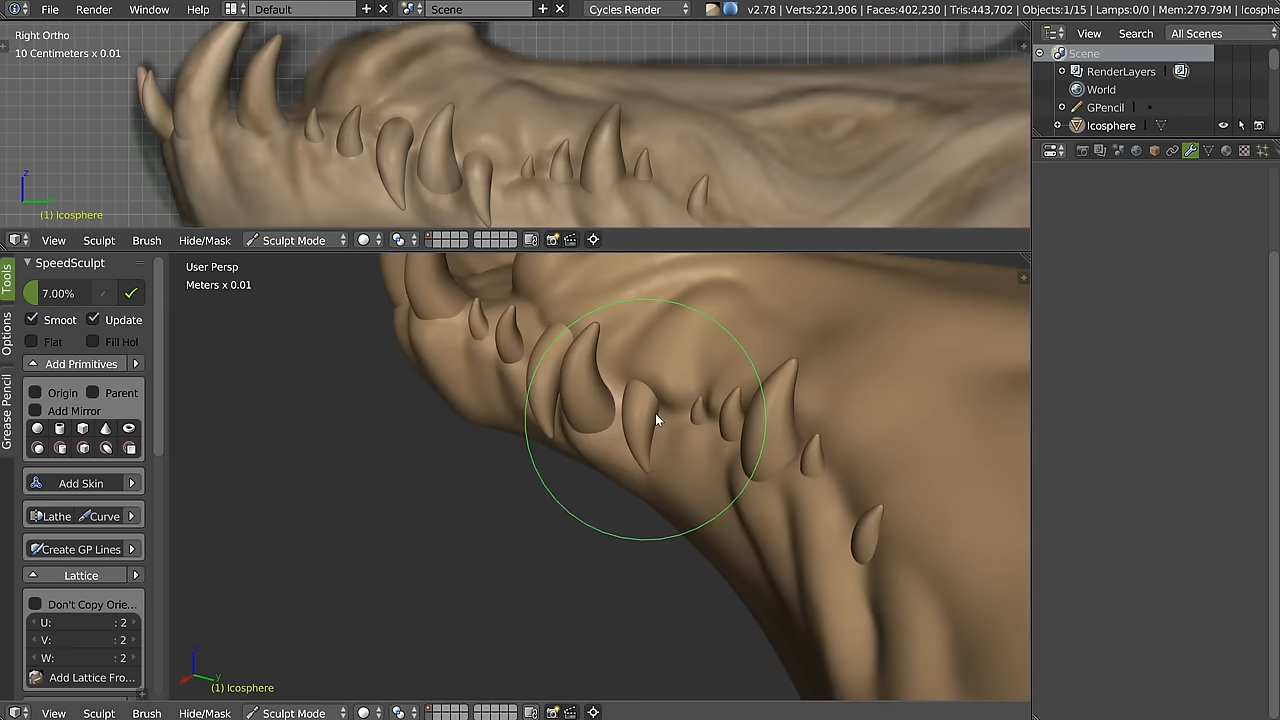 File Edit Render Window Help Default Scene Cycles Render v2.78 | Verts:221,906 | Faces:402,230 | Tris:443,702 | Objects:1/15 | Lamps:0/0 | Mem:279.79M | Icosphe
Right Ortho
10 Centimeters x 0.01
z
(1) Icosphere
View Sculpt Brush Hide/Mask Sculpt Mode
Tools
Options
Grease Pencil
SpeedSculpt
7.00%
Smoot Update
Flat Fill Hol
Add Primitives
Origin Parent
Add Mirror
Add Skin
Lathe Curve
Create GP Lines
Lattice
Don't Copy Orie...
U: : 2
V: : 2
W: : 2
Add Lattice Fro...
User Persp
Meters x 0.01
y
(1) Icosphere
View Sculpt Brush Hide/Mask Sculpt Mode
View Search All Scenes
Scene
RenderLayers
World
GPencil
Icosphere